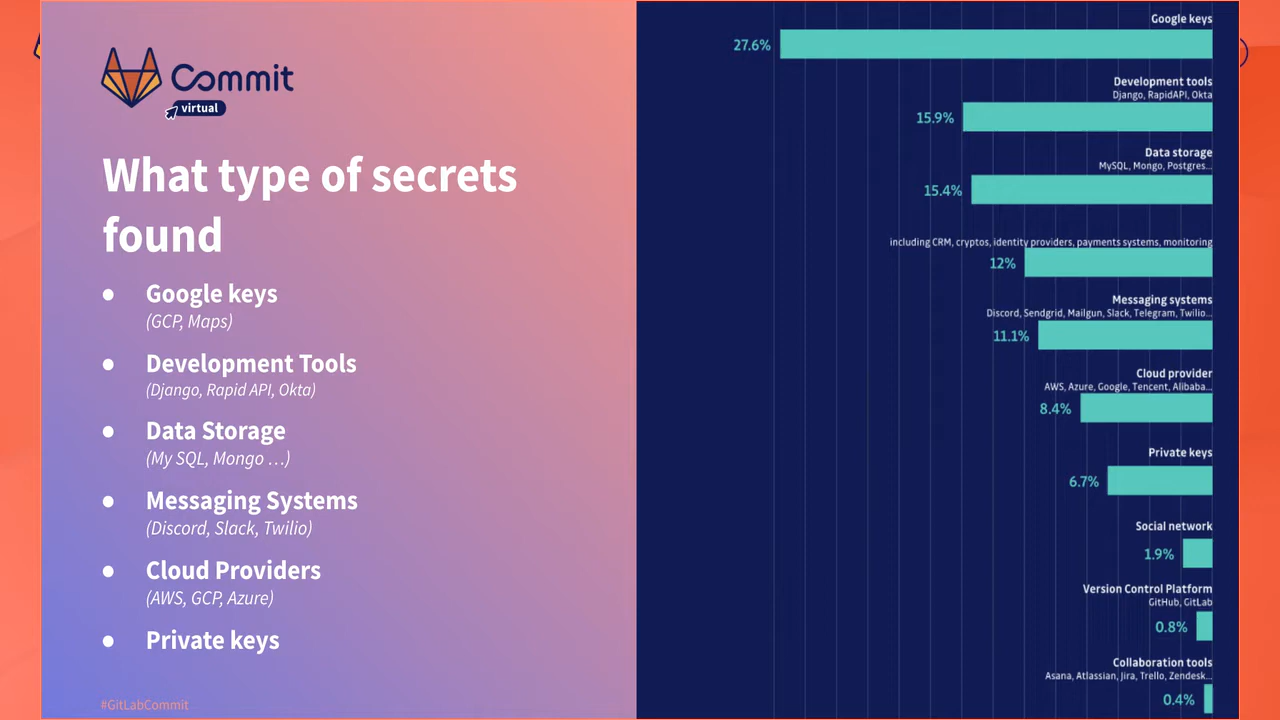 Commit
virtual
What type of secrets
found
● Google keys
(GCP, Maps)
● Development Tools
(Django, Rapid API, Okta)
● Data Storage
(My SQL, Mongo …)
● Messaging Systems
(Discord, Slack, Twilio)
● Cloud Providers
(AWS, GCP, Azure)
● Private keys
#GitLabCommit
Google keys
27.6%
Development tools
Django, RapidAPI, Okta
15.9%
Data storage
MySQL, Mongo, Postgres...
15.4%
including CRM, cryptos, identity providers, payments systems, monitoring
12%
Messaging systems
Discord, Sendgrid, Mailgun, Slack, Telegram, Twilio...
11.1%
Cloud provider
AWS, Azure, Google, Tencent, Alibaba...
8.4%
Private keys
6.7%
Social network
1.9%
Version Control Platform
GitHub, GitLab
0.8%
Collaboration tools
Asana, Atlassian, Jira, Trello, Zendesk...
0.4%